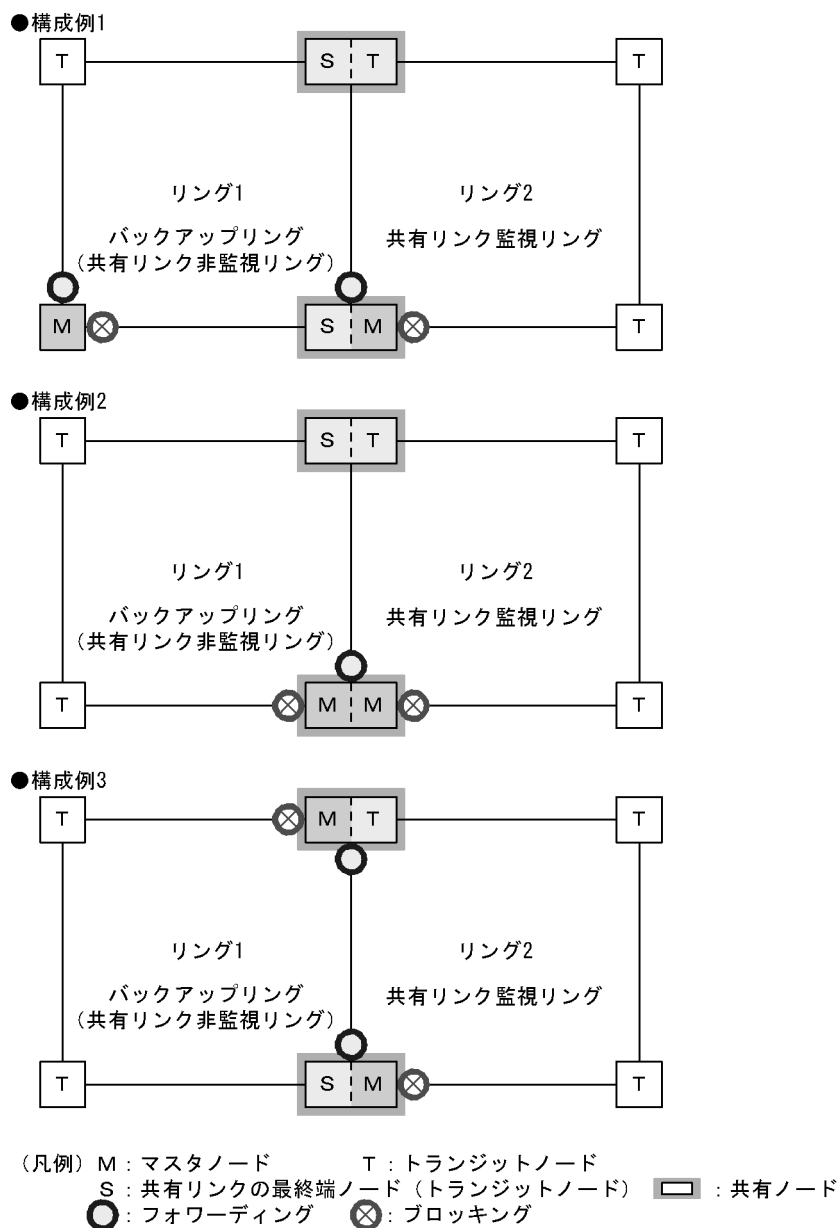 ●構成例1
T
S T
T
リング1
バックアップリング
(共有リンク非監視リング)
リング2
共有リンク監視リング
M
S M
T
●構成例2
T
S T
T
リング1
バックアップリング
(共有リンク非監視リング)
リング2
共有リンク監視リング
T
M M
T
●構成例3
T
M T
T
リング1
バックアップリング
(共有リンク非監視リング)
リング2
共有リンク監視リング
T
S M
T
(凡例) M:マスタノード T:トランジットノード
S:共有リンクの最終端ノード(トランジットノード) :共有ノード
:フォワーディング :ブロッキング